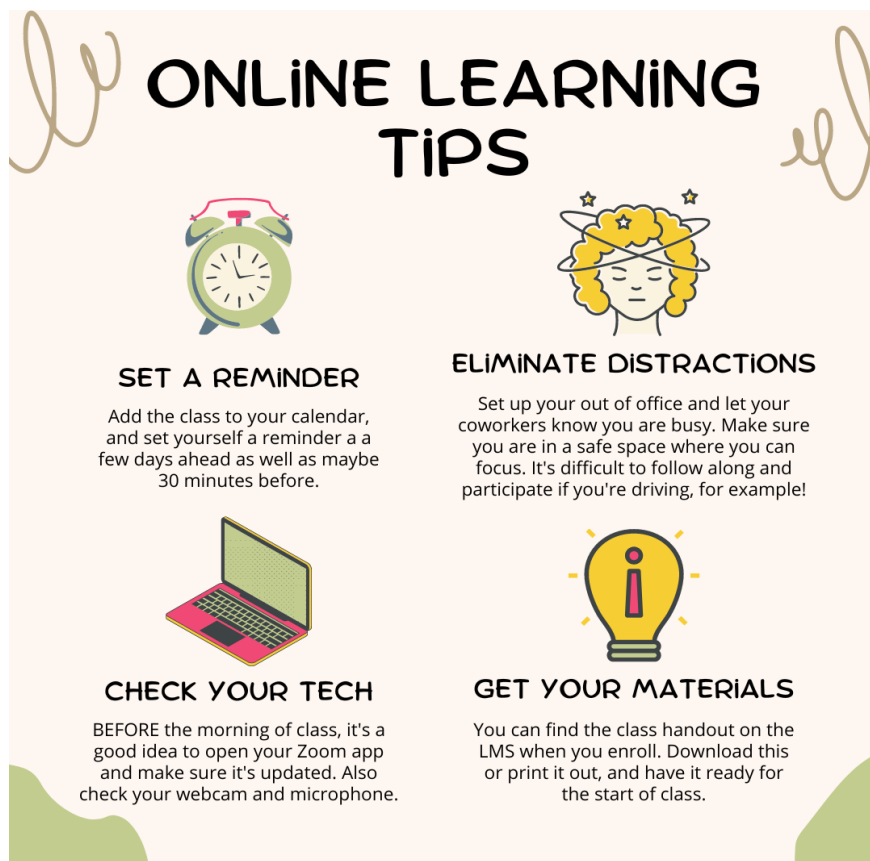 ONLiNE LEARNiNG
TiPS
SET A REMiNDER
Add the class to your calendar,
and set yourself a reminder a a
few days ahead as well as maybe
30 minutes before.
ELiMiNATE DiSTRACTiONS
Set up your out of office and let your
coworkers know you are busy. Make sure
you are in a safe space where you can
focus. It's difficult to follow along and
participate if you're driving, for example!
CHECK YOUR TECH
BEFORE the morning of class, it's a
good idea to open your Zoom app
and make sure it's updated. Also
check your webcam and microphone.
i
GET YOUR MATERiALS
You can find the class handout on the
LMS when you enroll. Download this
or print it out, and have it ready for
the start of class.